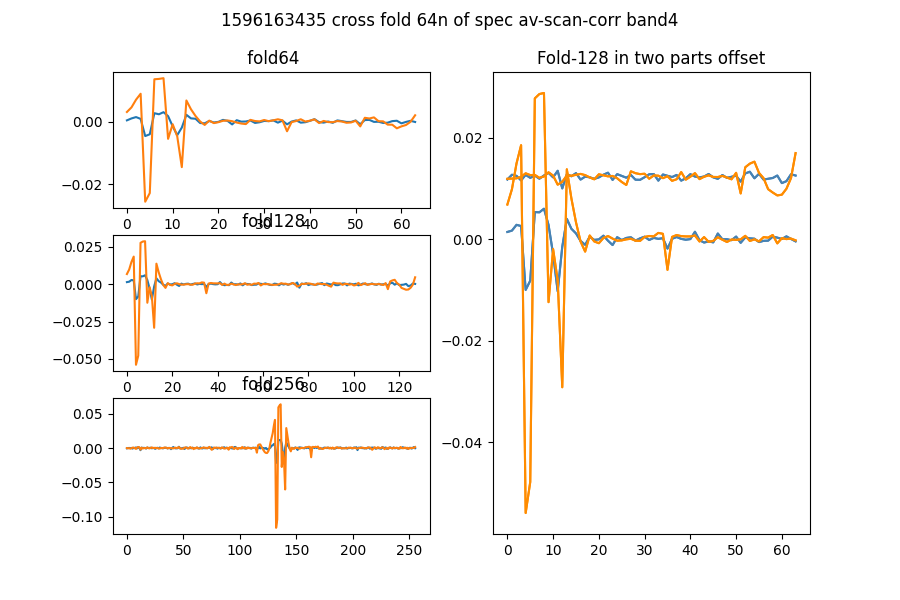 1596163435 cross fold 64n of spec av-scan-corr band4
fold64
0.00
−0.02
0 10 20 30 40 50 60
fold128
0.025
0.000
−0.025
−0.050
0 20 40 60 80 100 120
fold256
0.05
0.00
−0.05
−0.10
0 50 100 150 200 250
Fold-128 in two parts offset
0.02
0.00
−0.02
−0.04
0 10 20 30 40 50 60